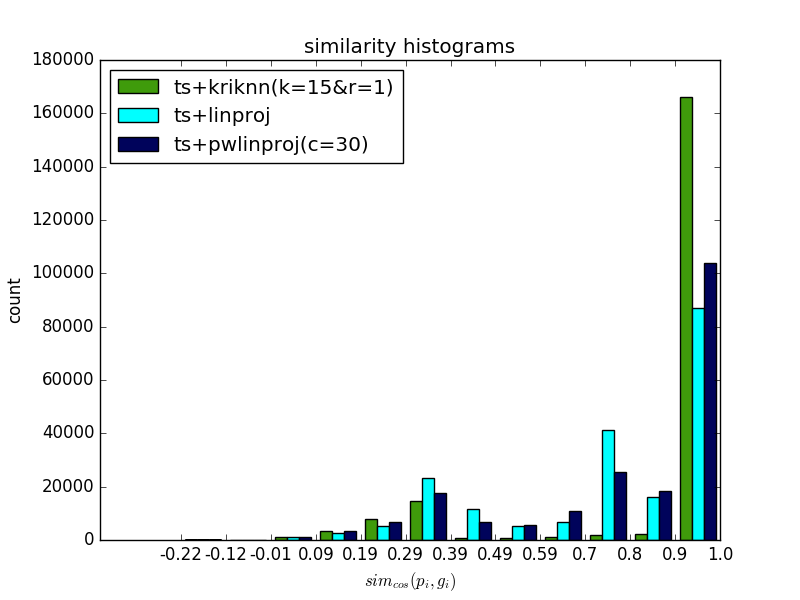 similarity histograms
180000
160000
140000
120000
100000
80000
60000
40000
20000
0
count
ts+kriknn(k=15&r=1)
ts+linproj
ts+pwlinproj(c=30)
-0.22 -0.12 -0.01 0.09 0.19 0.29 0.39 0.49 0.59 0.7 0.8 0.9 1.0
sim_cos(p_i, g_i)